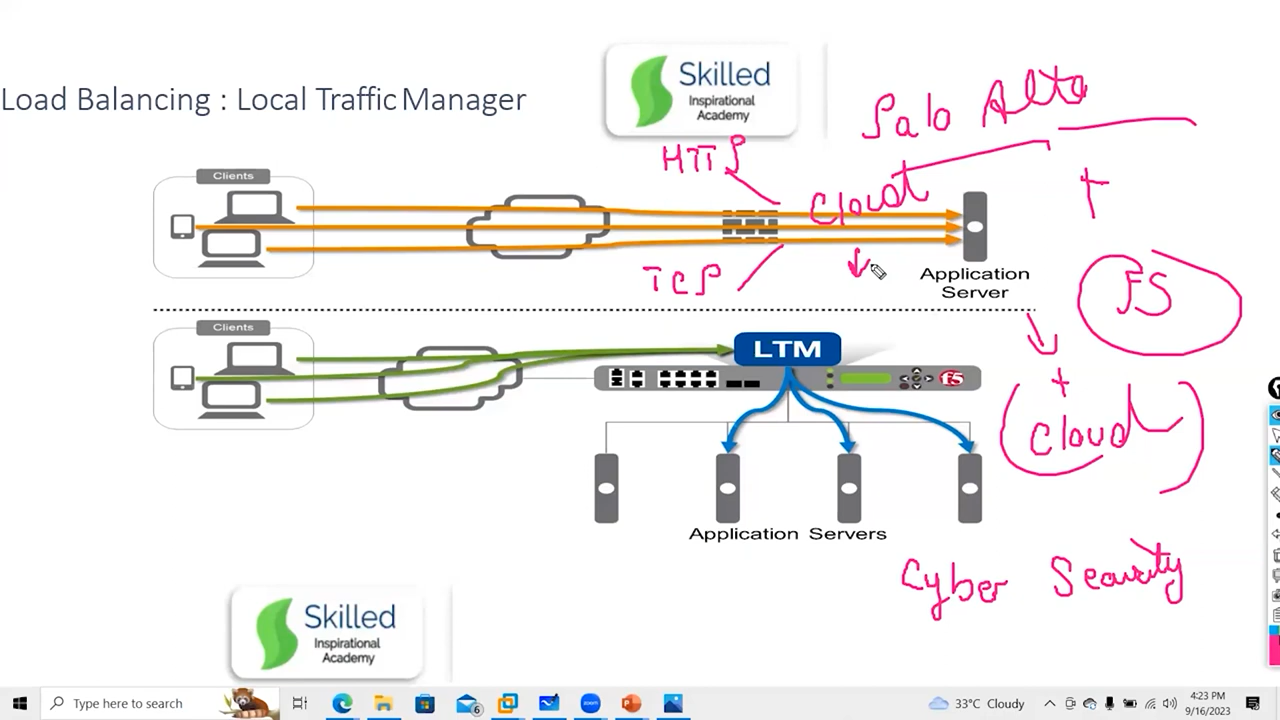 Load Balancing : Local Traffic Manager
Skilled
Inspirational
Academy
Palo Alto
HTTP
Clients
Cloud
+
TCP
Application
Server
F5
Clients
LTM
f5
+
Cloud
Application Servers
Cyber Security
Skilled
Inspirational
Academy
Type here to search
6
33°C Cloudy
4:23 PM
9/16/2023